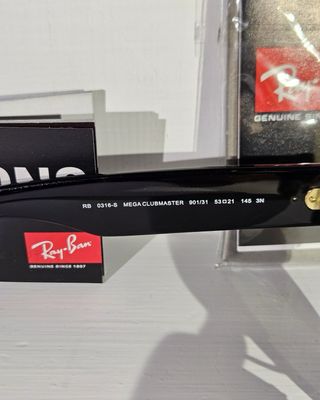 Ray-Ban
GENUINE
RB 0316-S MEGA CLUBMASTER 901/31 53□21 145 3N
Ray-Ban
GENUINE SINCE 1937